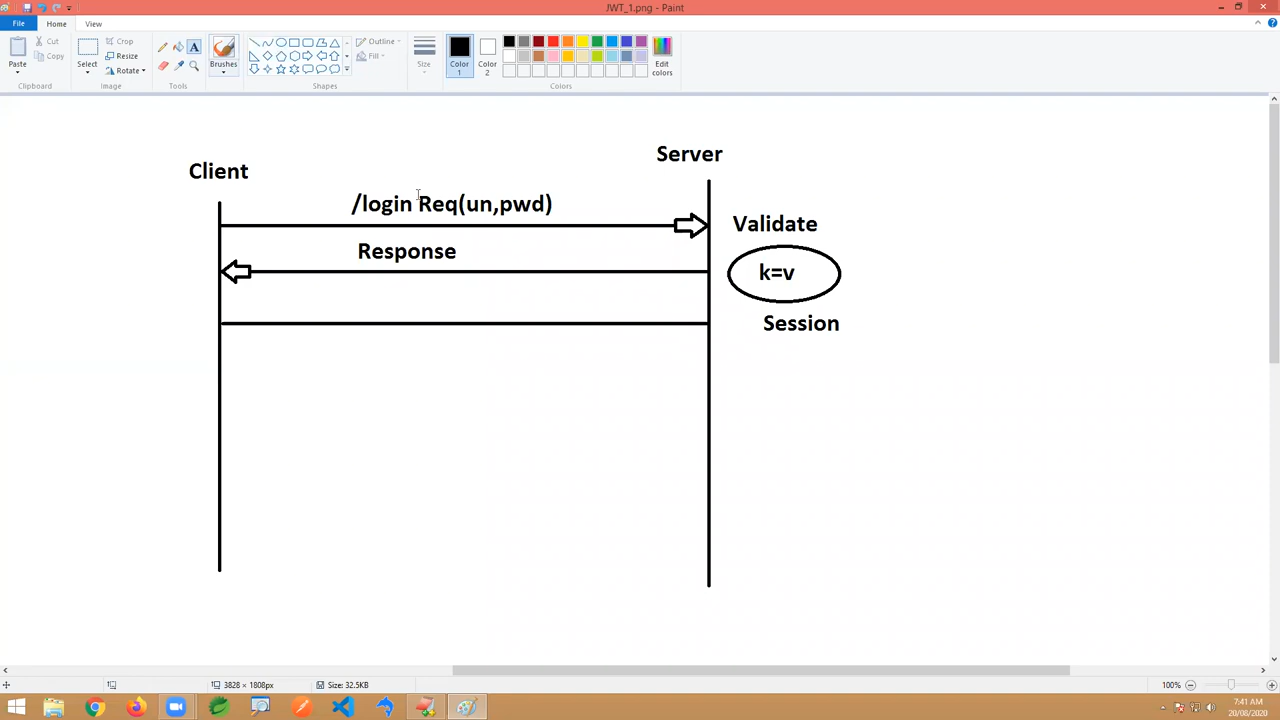 JWT_1.png - Paint
File
Home
View
Paste
Cut
Copy
Clipboard
Select
Crop
Resize
Rotate
Image
Tools
Brushes
Shapes
Outline
Fill
Size
Color
1
Color
2
Edit
colors
Colors
Client
Server
/login Req(un,pwd)
Validate
Response
k=v
Session
3828 × 1808px
Size: 32.5KB
100%
7:41 AM
20/08/2020